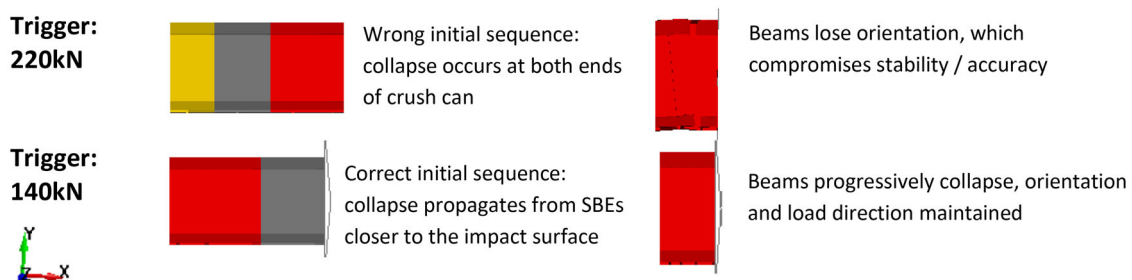 Trigger:
220kN
Wrong initial sequence:
collapse occurs at both ends
of crush can
Beams lose orientation, which
compromises stability / accuracy
Trigger:
140kN
Correct initial sequence:
collapse propagates from SBEs
closer to the impact surface
Beams progressively collapse, orientation
and load direction maintained
Y
Z
X